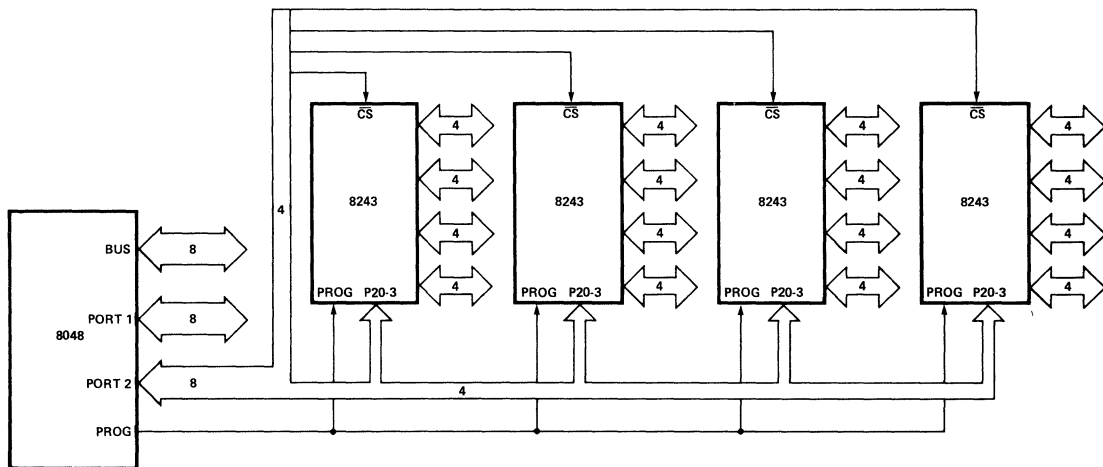 CS CS CS CS
4 4 4 4
4 4 4 4
8243 8243 8243 8243
4
4 4 4 4
BUS 8
4 4 4 4
PROG P20-3 PROG P20-3 PROG P20-3 PROG P20-3
PORT 1 8
8048
PORT 2 8
4
PROG